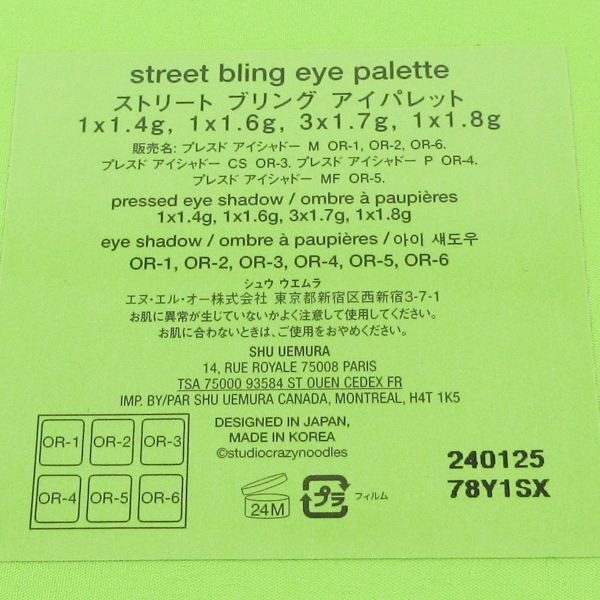 street bling eye palette
ストリート ブリング アイパレット
1x1.4g, 1x1.6g, 3x1.7g, 1x1.8g
販売名: プレスド アイシャドー M OR-1, OR-2, OR-6.
プレスド アイシャドー CS OR-3. プレスド アイシャドー P OR-4.
プレスド アイシャドー MF OR-5.
pressed eye shadow / ombre à paupières
1x1.4g, 1x1.6g, 3x1.7g, 1x1.8g
eye shadow / ombre à paupières / 아이 섀도우
OR-1, OR-2, OR-3, OR-4, OR-5, OR-6
シュウ ウエムラ
エヌ・エル・オー株式会社 東京都新宿区西新宿3-7-1
お肌に異常が生じていないかよく注意して使用してください。
お肌に合わないときは、ご使用をおやめください。
SHU UEMURA
14, RUE ROYALE 75008 PARIS
TSA 75000 93584 ST OUEN CEDEX FR
IMP. BY/PAR SHU UEMURA CANADA, MONTREAL, H4T 1K5
DESIGNED IN JAPAN,
MADE IN KOREA
©studiocrazynoodles
OR-1 OR-2 OR-3
OR-4 OR-5 OR-6
24M
プラ フィルム
240125
78Y1SX